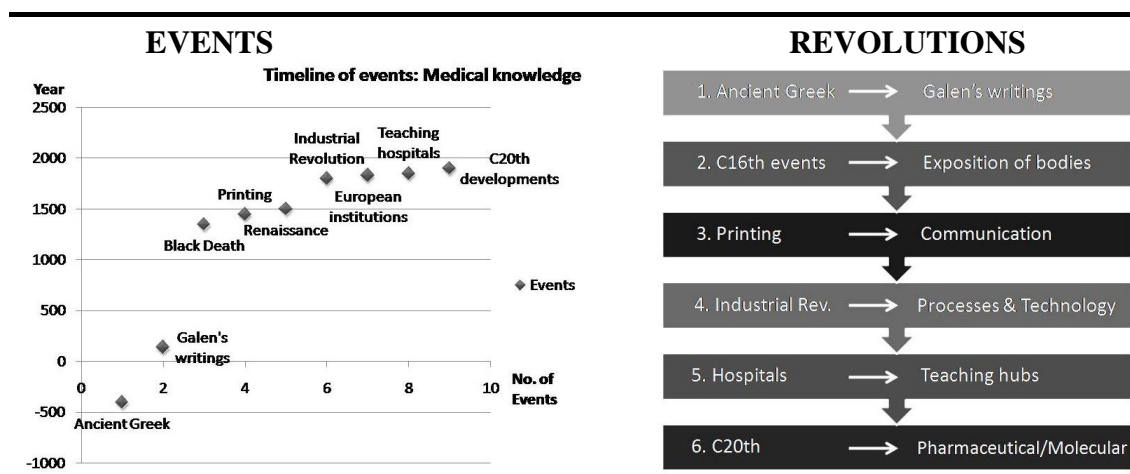 EVENTS
Timeline of events: Medical knowledge
Year
2500
2000
1500
1000
500
0
-500
-1000
0
2
4
6
8
10
No. of
Events
Ancient Greek
Galen's
writings
Black Death
Printing
Renaissance
Industrial
Revolution
European
institutions
Teaching
hospitals
C20th
developments
Events
REVOLUTIONS
1. Ancient Greek → Galen's writings
2. C16th events → Exposition of bodies
3. Printing → Communication
4. Industrial Rev. → Processes & Technology
5. Hospitals → Teaching hubs
6. C20th → Pharmaceutical/Molecular